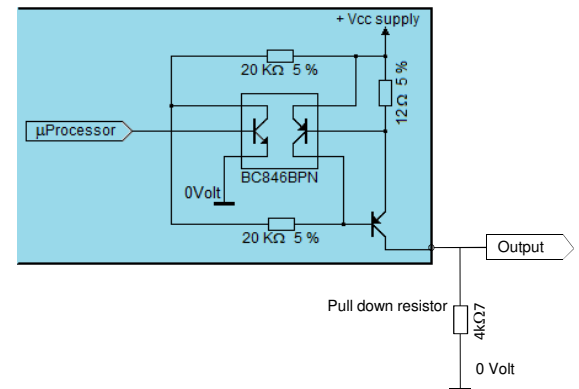 + Vcc supply
20 KΩ 5 %
12 Ω 5 %
µProcessor
BC846BPN
0Volt
20 KΩ 5 %
Output
Pull down resistor
4kΩ7
0 Volt